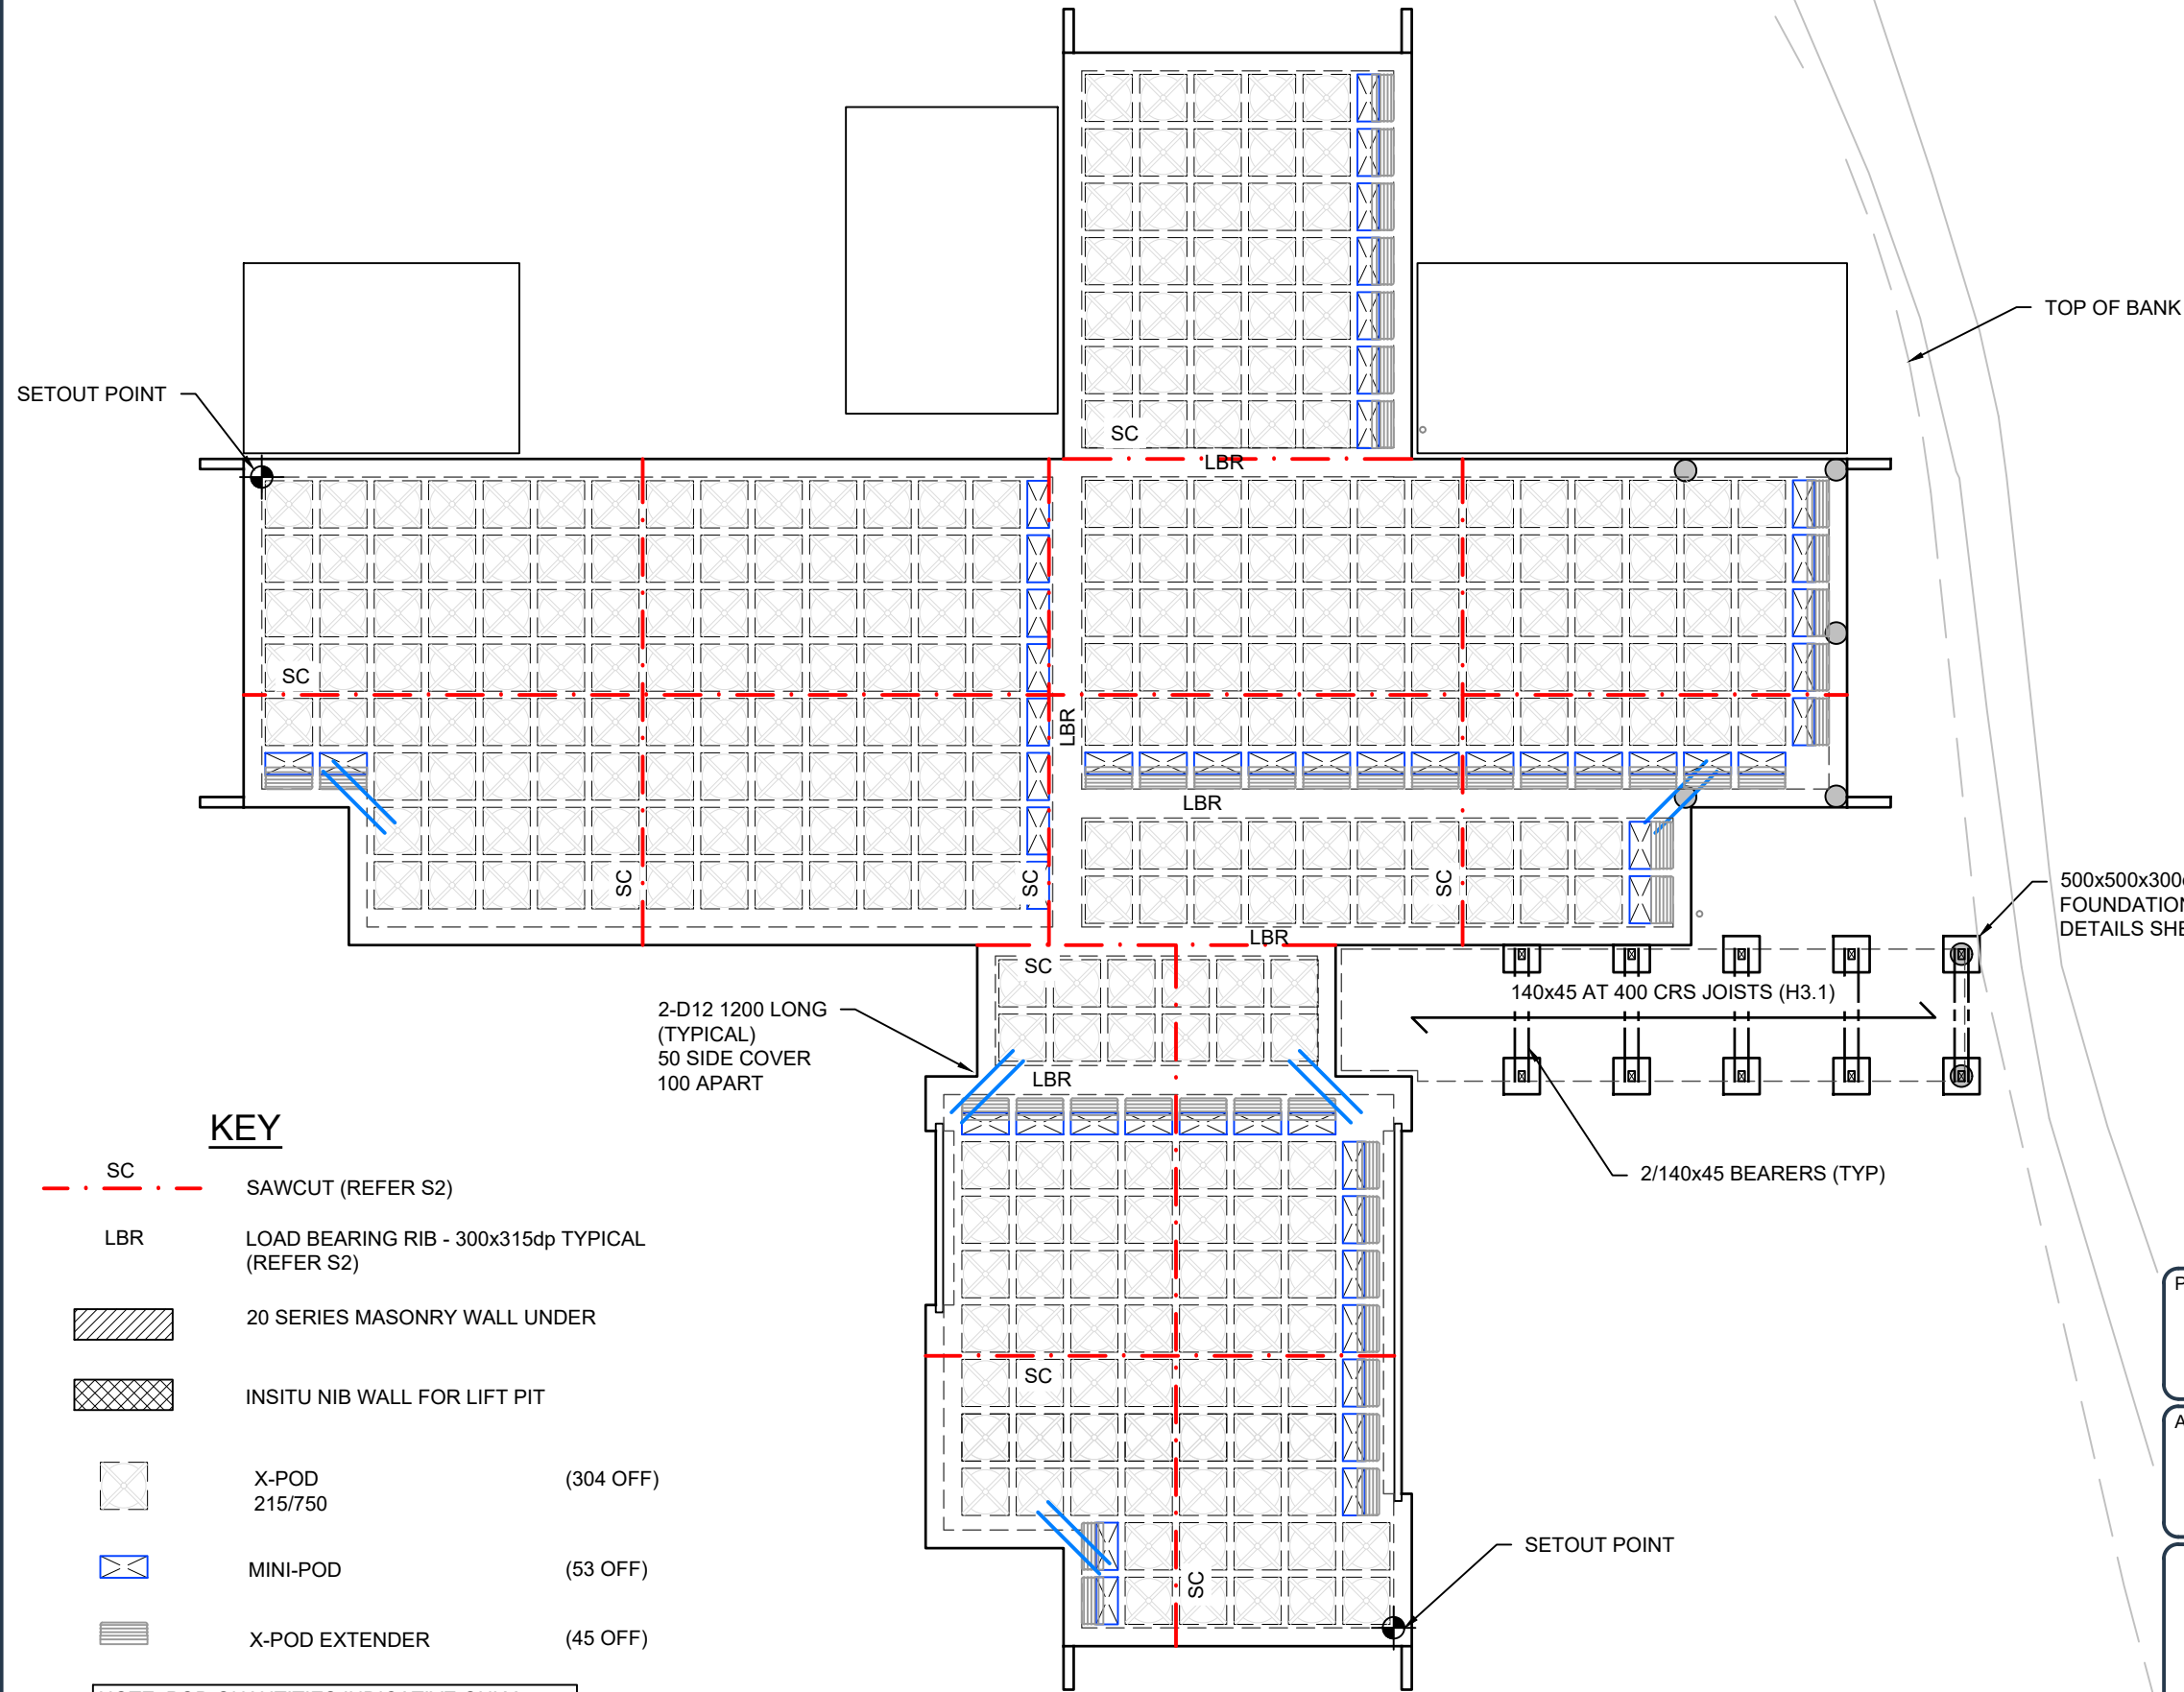 SC
TOP OF BANK
SETOUT POINT
LBR
SC
LBR
LBR
SC
SC
SC
500x500x300
FOUNDATION
DETAILS
LBR
SC
140x45 AT 400 CRS JOISTS (H3.1)
2-D12 1200 LONG
(TYPICAL)
50 SIDE COVER
100 APART
LBR
2/140x45 BEARERS (TYP)
SC
SETOUT POINT
SC
KEY
SC
SAWCUT (REFER S2)
LBR
LOAD BEARING RIB - 300x315dp TYPICAL
(REFER S2)
20 SERIES MASONRY WALL UNDER
INSITU NIB WALL FOR LIFT PIT
X-POD (304 OFF)
215/750
MINI-POD (53 OFF)
X-POD EXTENDER (45 OFF)